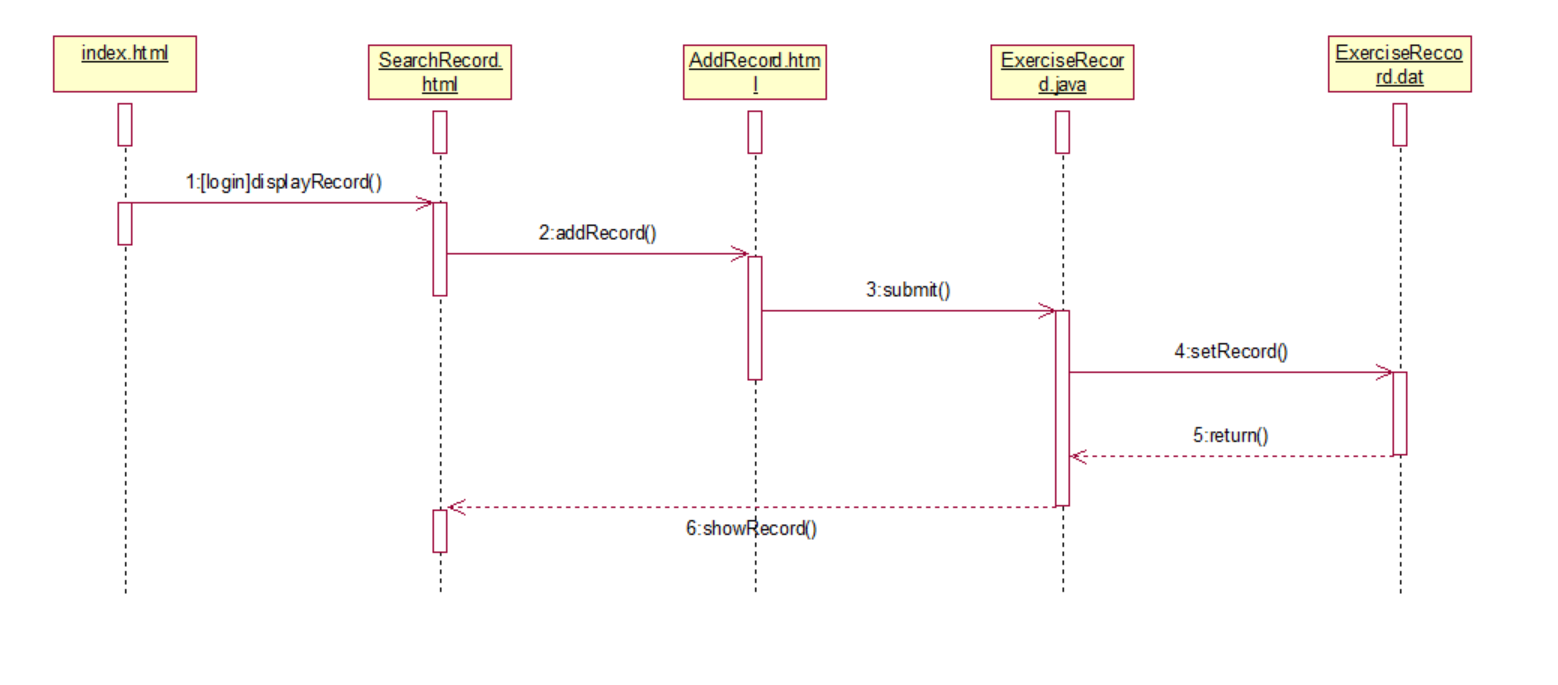 index.html
SearchRecord.
html
AddRecord.htm
l
ExerciseRecor
d.java
ExerciseRecco
rd.dat
1:[login]displayRecord()
2:addRecord()
3:submit()
4:setRecord()
5:return()
6:showRecord()